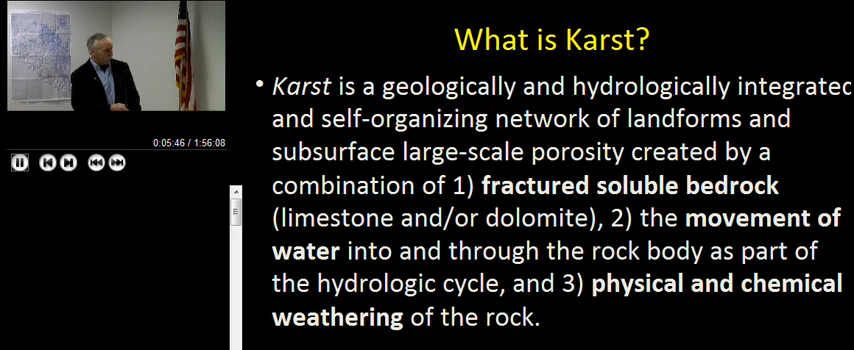 What is Karst?
0:05:46 / 1:56:08
• Karst is a geologically and hydrologically integrated
and self-organizing network of landforms and
subsurface large-scale porosity created by a
combination of 1) fractured soluble bedrock
(limestone and/or dolomite), 2) the movement of
water into and through the rock body as part of
the hydrologic cycle, and 3) physical and chemical
weathering of the rock.